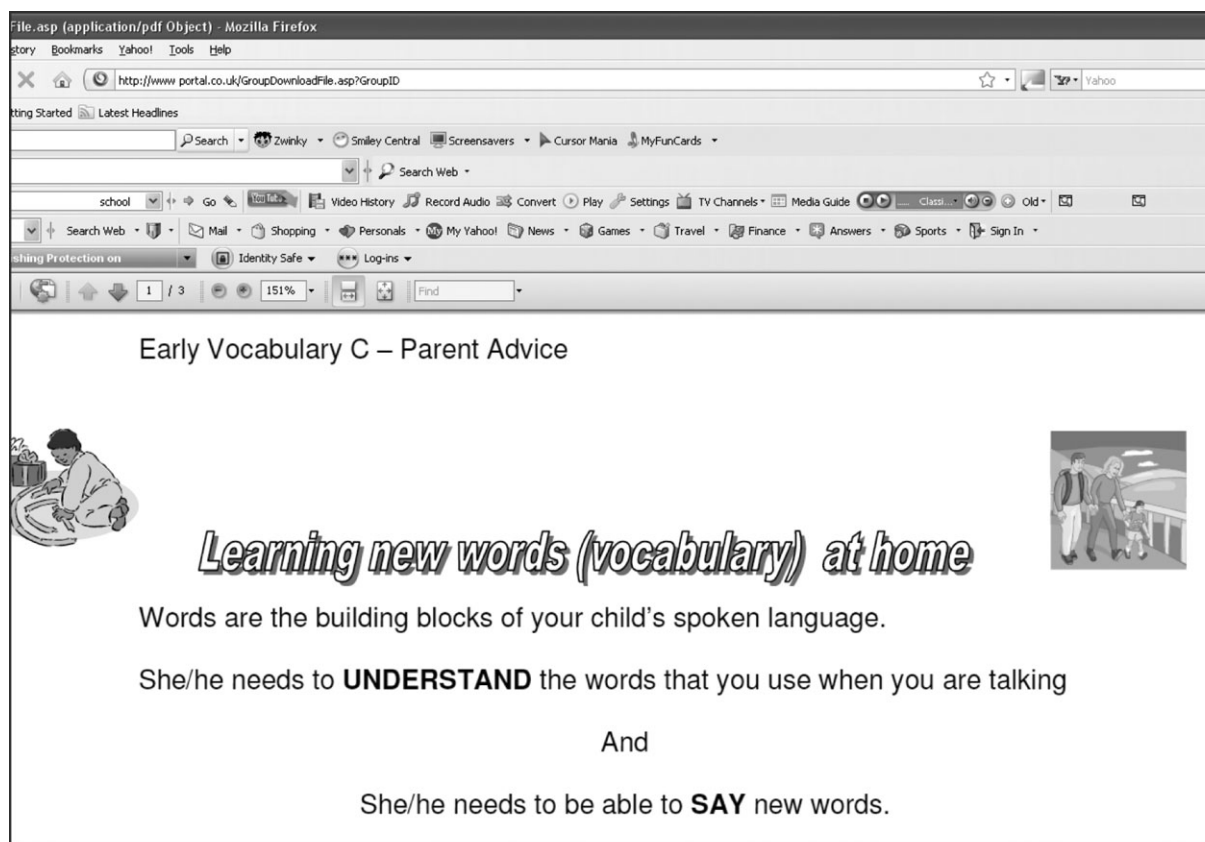 File.asp (application/pdf Object) - Mozilla Firefox
story Bookmarks Yahoo! Tools Help
http://www portal.co.uk/GroupDownloadFile.asp?GroupID Yahoo
tting Started Latest Headlines
Search Zwinky Smiley Central Screensavers Cursor Mania MyFunCards
Search Web
school Go You Tube Video History Record Audio Convert Play Settings TV Channels Media Guide .... Classi... Old
Search Web Mail Shopping Personals My Yahoo! News Games Travel Finance Answers Sports Sign In
shing Protection on Identity Safe Log-ins
1 / 3 151% Find
Early Vocabulary C – Parent Advice
Learning new words (vocabulary) at home
Words are the building blocks of your child's spoken language.
She/he needs to UNDERSTAND the words that you use when you are talking
And
She/he needs to be able to SAY new words.